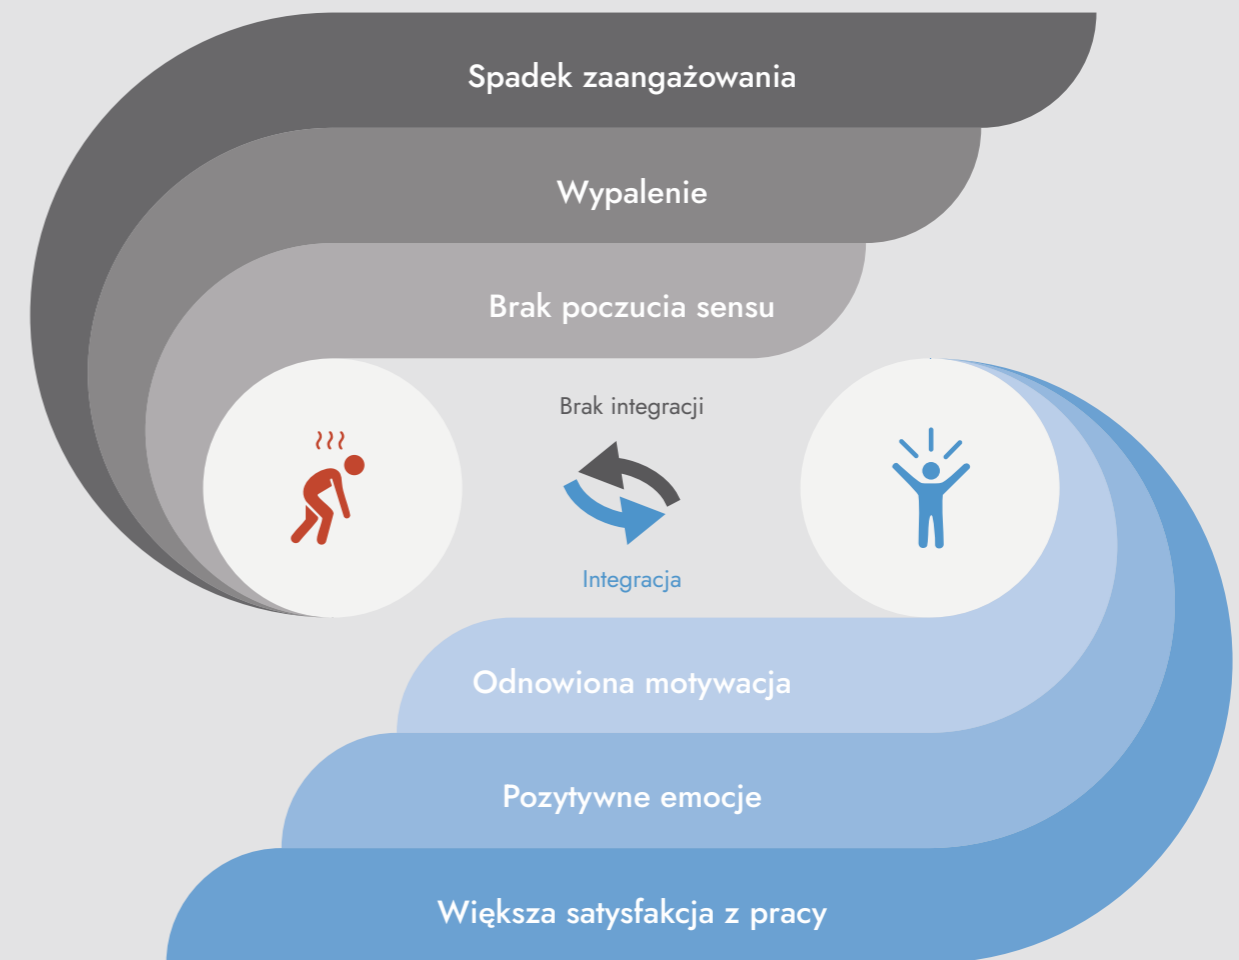 Spadek zaangażowania
Wypalenie
Brak poczucia sensu
Brak integracji
Integracja
Odnowiona motywacja
Pozytywne emocje
Większa satysfakcja z pracy